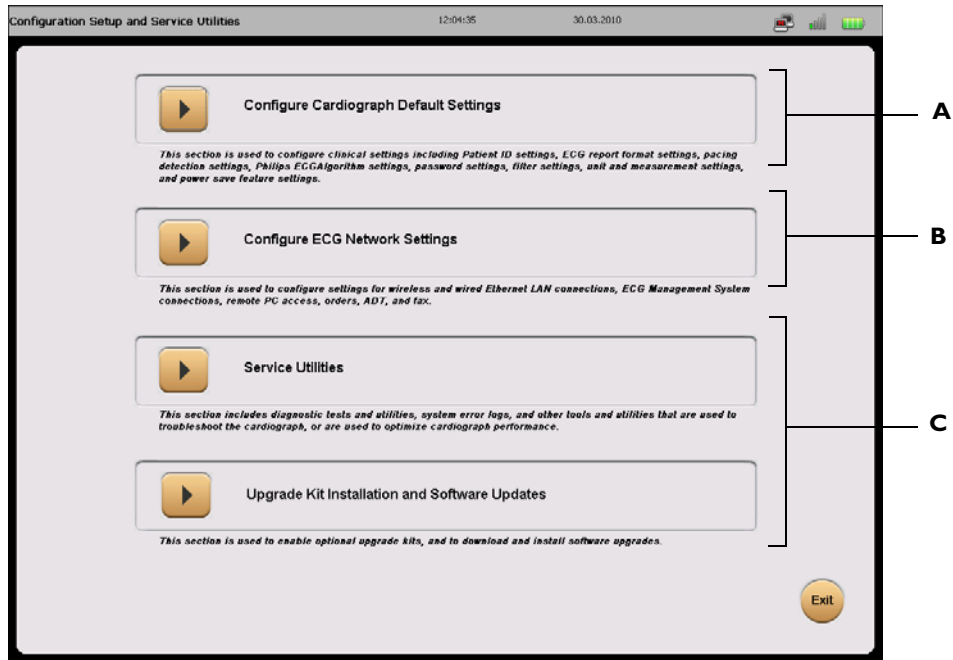 Configuration Setup and Service Utilities 12:04:35 30.03.2010
Configure Cardiograph Default Settings
A
This section is used to configure clinical settings including Patient ID settings, ECG report format settings, pacing
detection settings, Philips ECGAlgorithm settings, password settings, filter settings, unit and measurement settings,
and power save feature settings.
Configure ECG Network Settings
B
This section is used to configure settings for wireless and wired Ethernet LAN connections, ECG Management System
connections, remote PC access, orders, ADT, and fax.
Service Utilities
This section includes diagnostic tests and utilities, system error logs, and other tools and utilities that are used to
troubleshoot the cardiograph, or are used to optimize cardiograph performance.
C
Upgrade Kit Installation and Software Updates
This section is used to enable optional upgrade kits, and to download and install software upgrades.
Exit